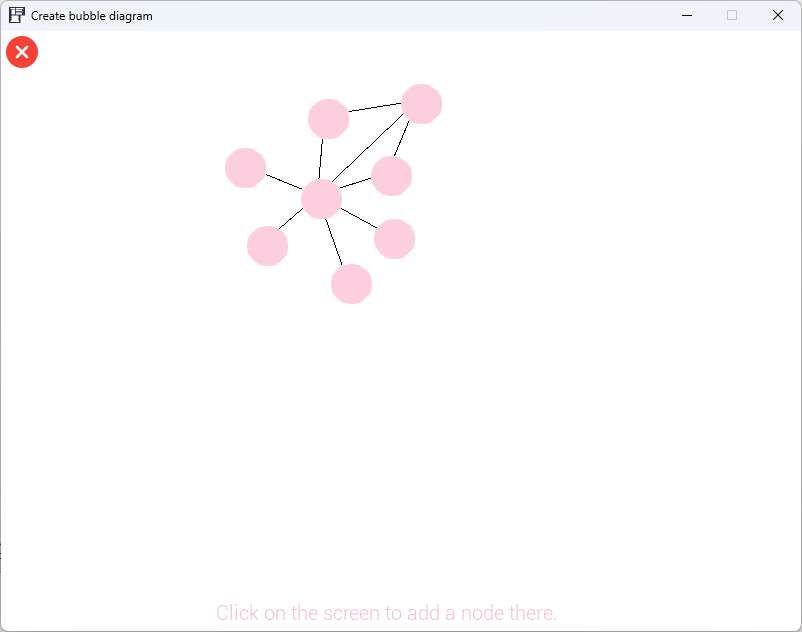 Create bubble diagram
Click on the screen to add a node there.